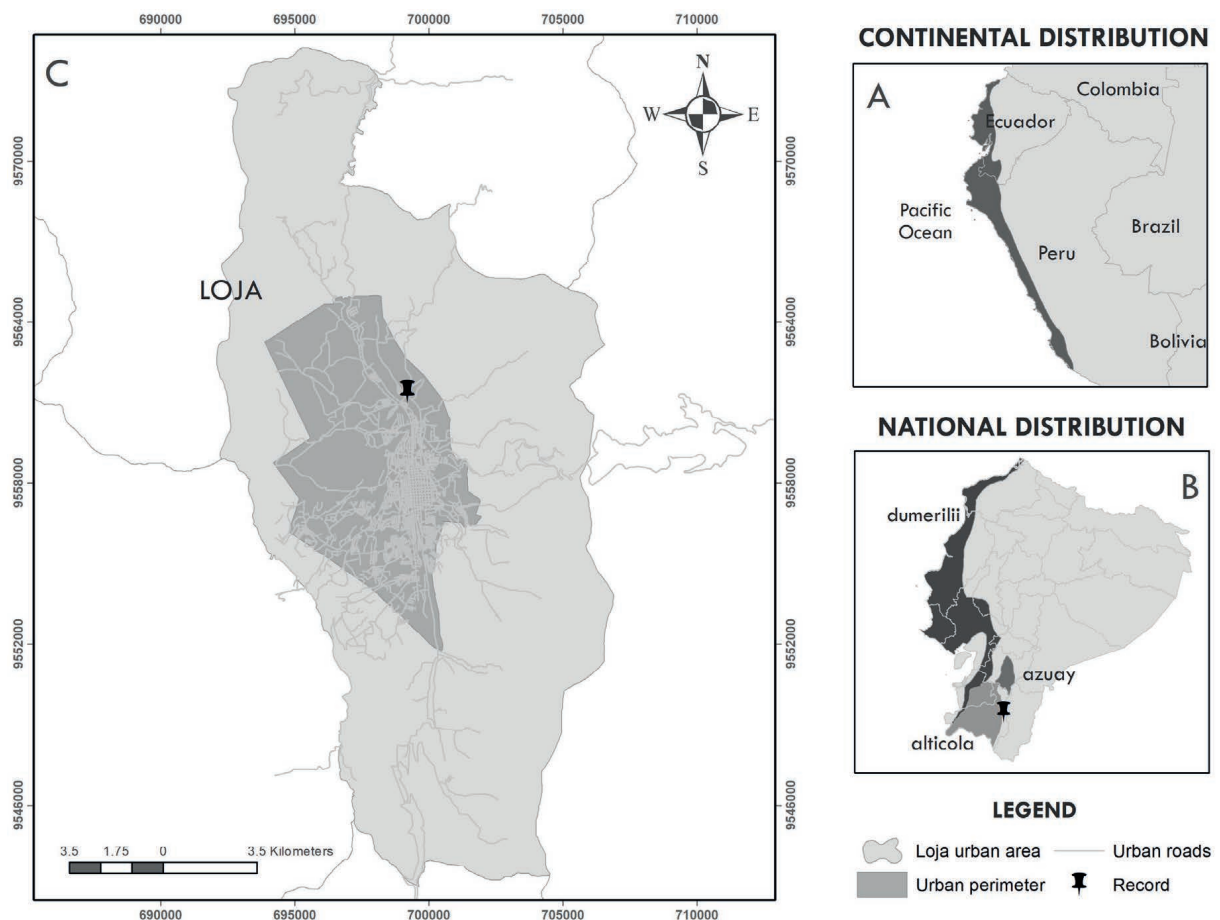 690000 695000 700000 705000 710000
C
N
W E
S
9570000 9570000
LOJA
9564000 9564000
9558000 9558000
9552000 9552000
9546000 9546000
3.5 1.75 0 3.5 Kilometers
690000 695000 700000 705000 710000
CONTINENTAL DISTRIBUTION
A
Colombia
Ecuador
Pacific
Ocean
Brazil
Peru
Bolivia
NATIONAL DISTRIBUTION
B
dumerilii
azuay
alticola
LEGEND
Loja urban area Urban roads
Urban perimeter Record